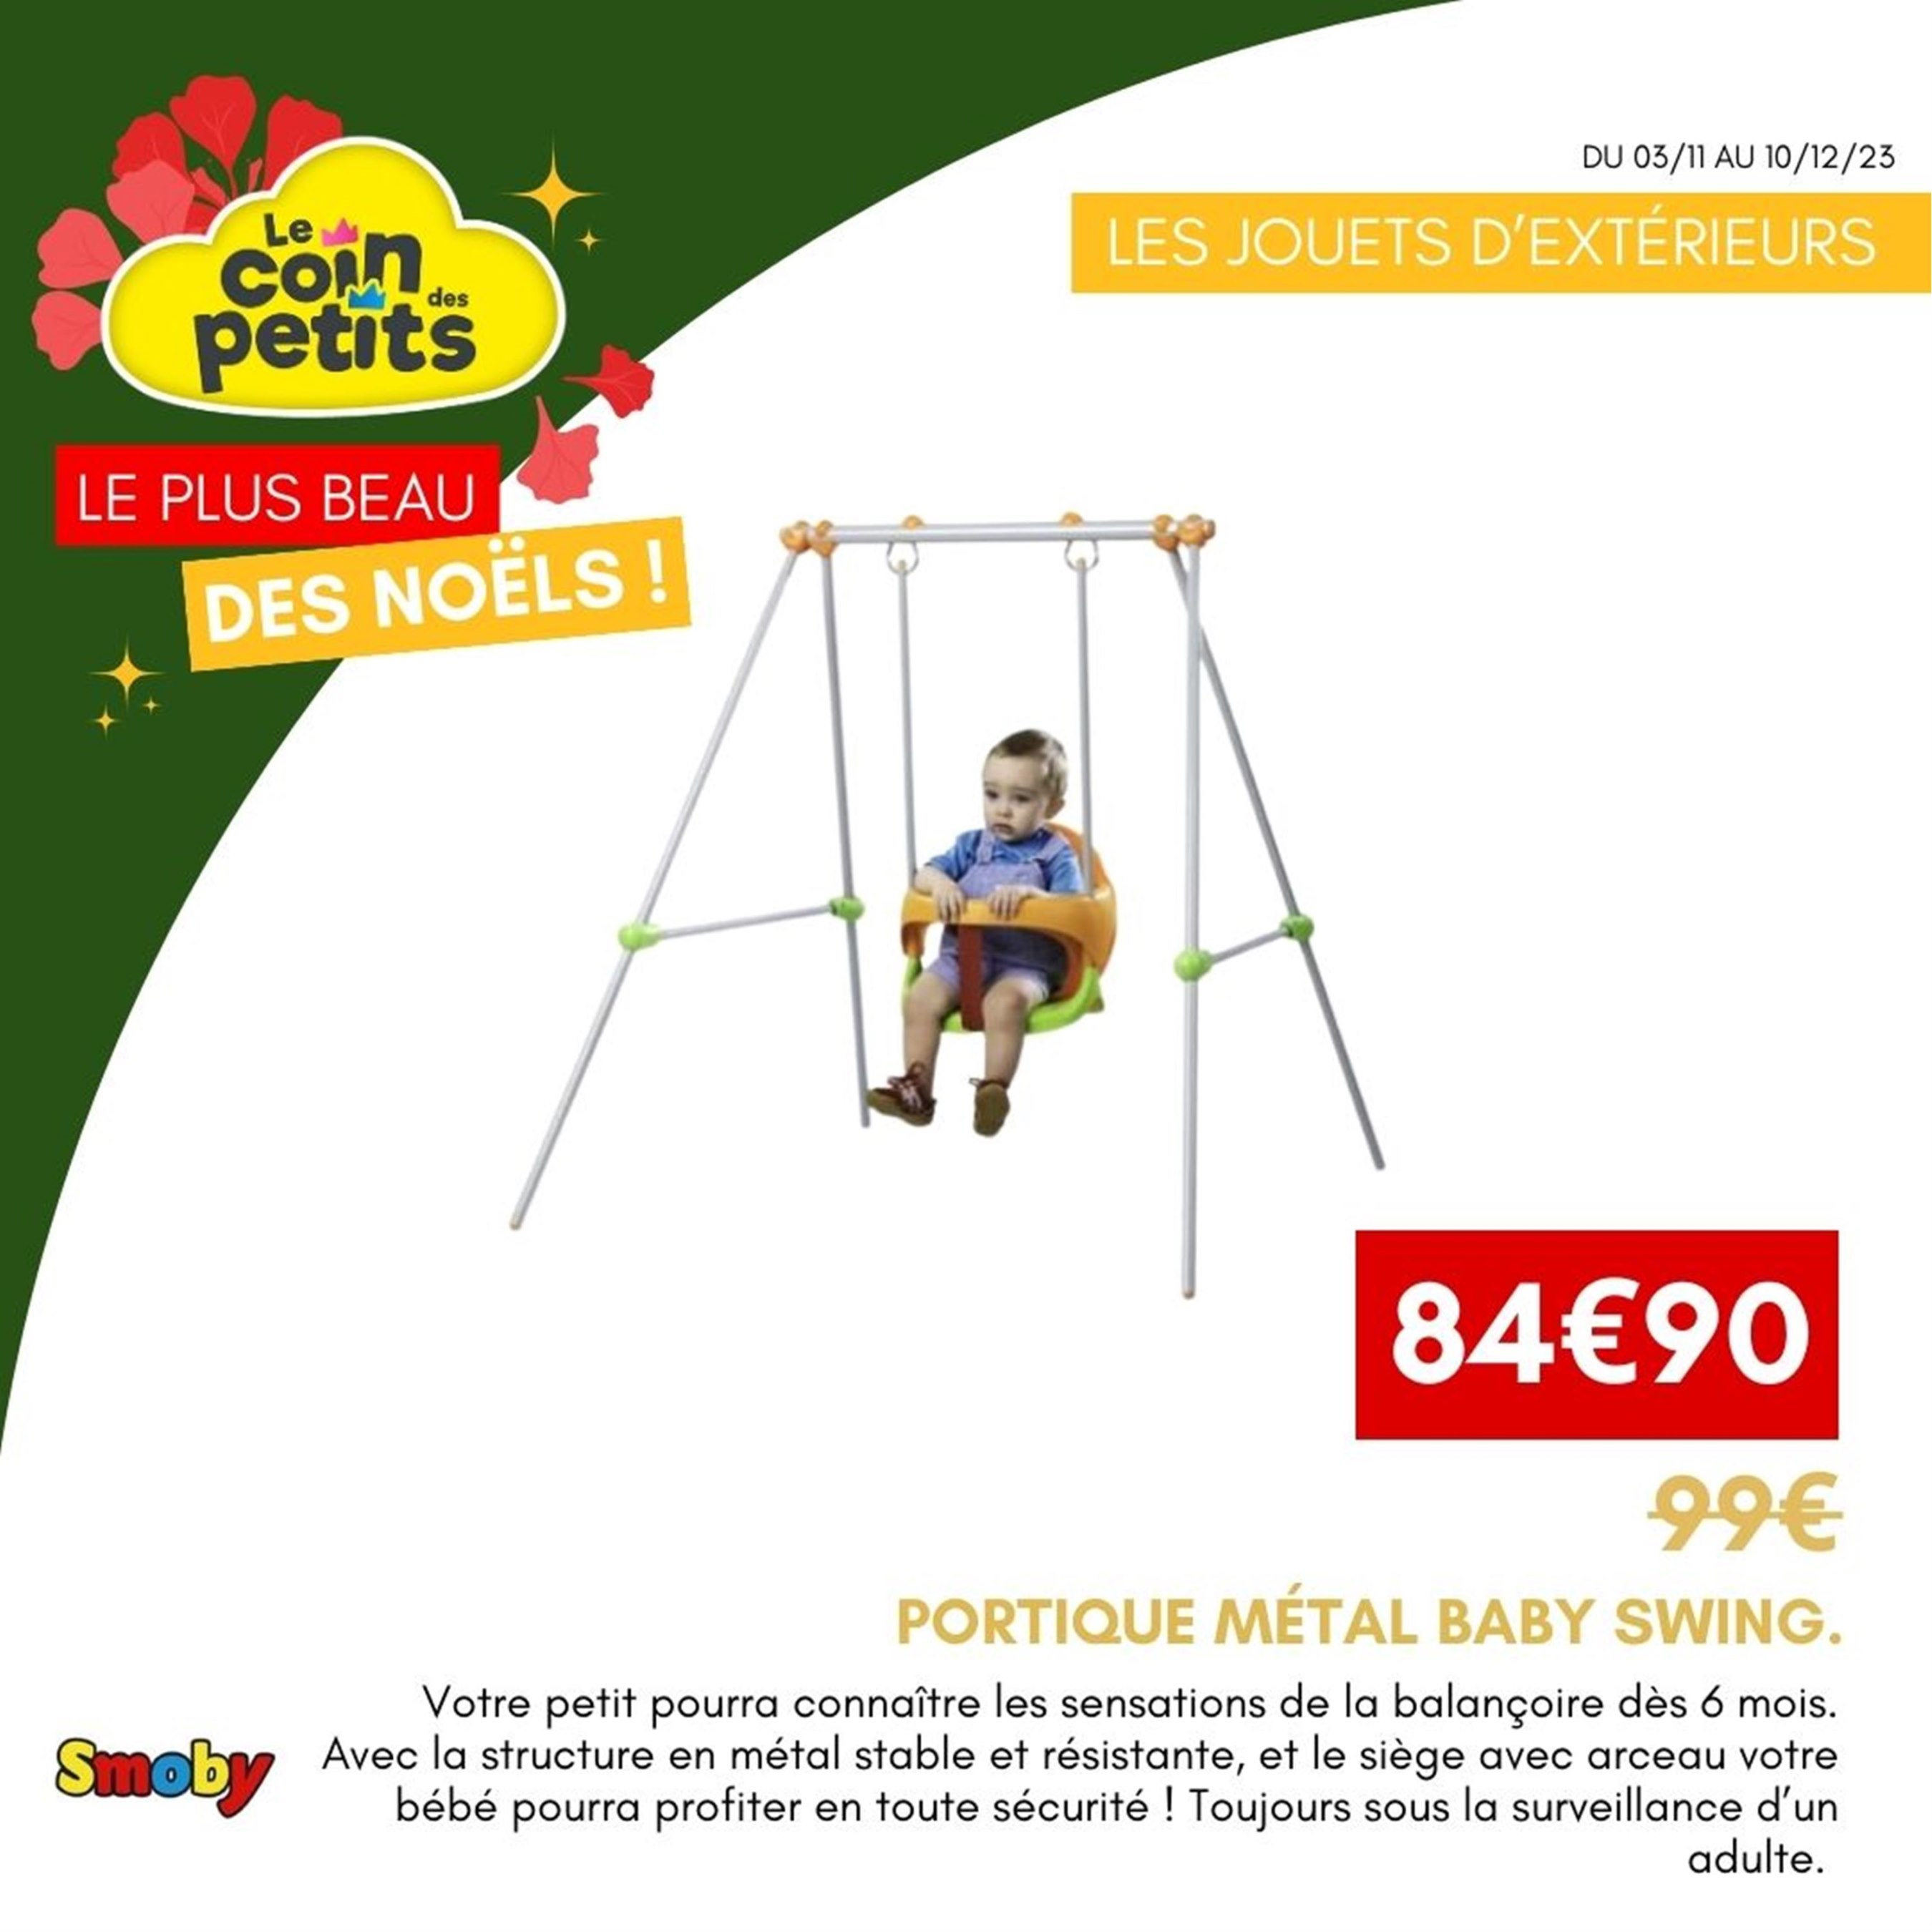 Le
coin
des
petits
LE PLUS BEAU
DES NOËLS !
DU 03/11 AU 10/12/23
LES JOUETS D'EXTÉRIEURS
84€90
99€
PORTIQUE MÉTAL BABY SWING.
Smoby
Votre petit pourra connaître les sensations de la balançoire dès 6 mois.
Avec la structure en métal stable et résistante, et le siège avec arceau votre
bébé pourra profiter en toute sécurité ! Toujours sous la surveillance d'un
adulte.